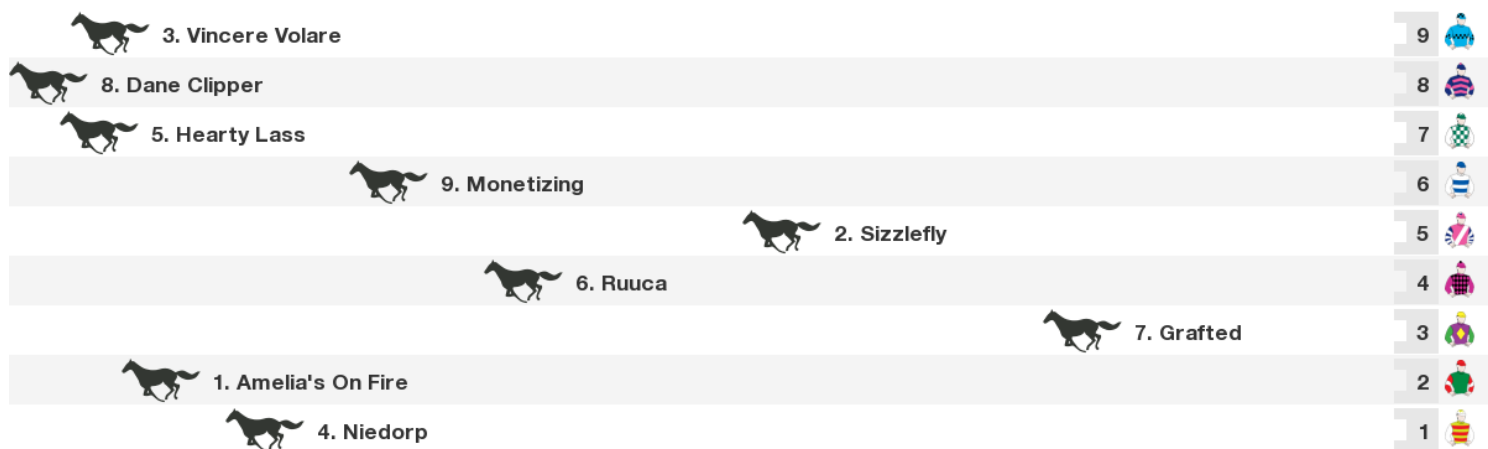 3. Vincere Volare 9
8. Dane Clipper 8
5. Hearty Lass 7
9. Monetizing 6
2. Sizzlefly 5
6. Ruuca 4
7. Grafted 3
1. Amelia's On Fire 2
4. Niedorp 1